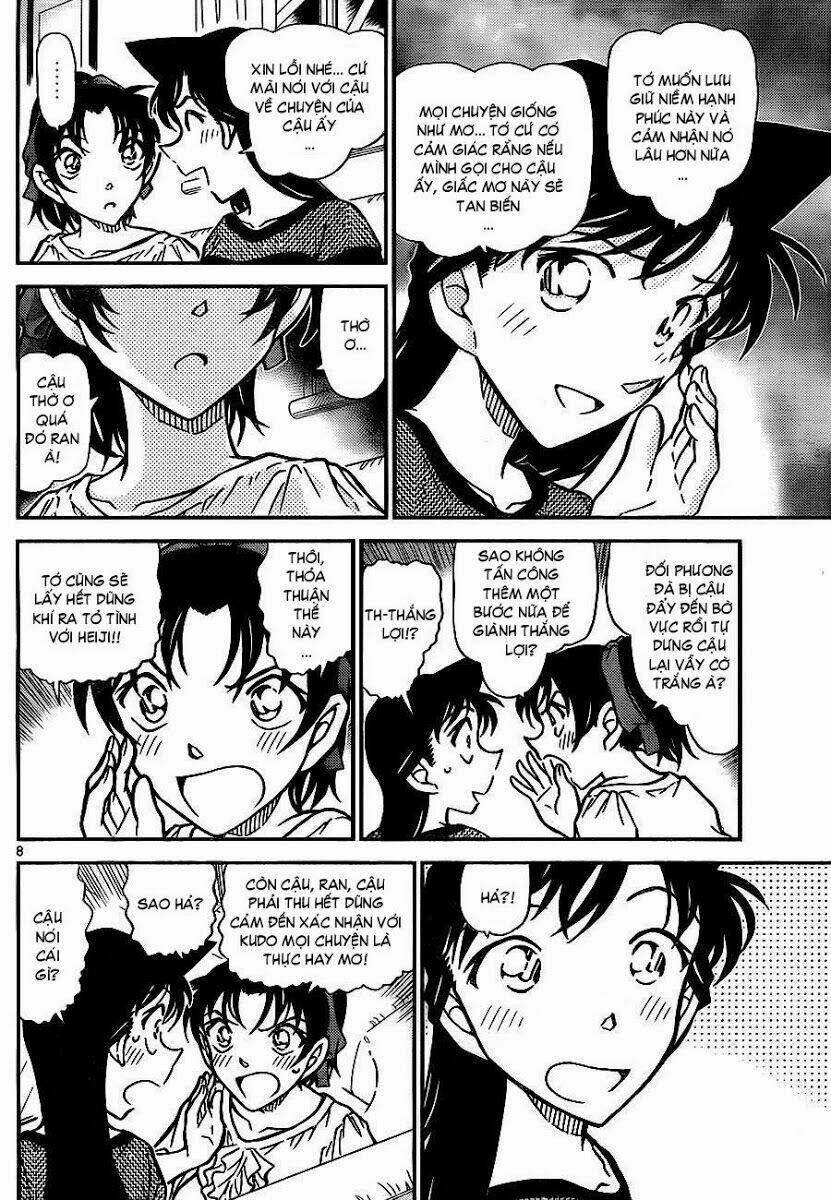 TỚ MUỐN LƯU
GIỮ NIỀM HẠNH
PHÚC NÀY VÀ
CẢM NHẬN NÓ
LÂU HƠN NỮA
...
MỌI CHUYỆN GIỐNG
NHƯ MƠ... TỚ CỨ CÓ
CẢM GIÁC RẰNG NẾU
MÌNH GỌI CHO CẬU
ẤY, GIẤC MƠ NÀY SẼ
TAN BIẾN
...
XIN LỖI NHÉ... CỨ
MẢI NÓI VỚI CẬU
VỀ CHUYỆN CỦA
CẬU ẤY
...
......
THỜ
Ơ...
CẬU
THỜ Ơ
QUÁ
ĐÓ RAN
À!
ĐỐI PHƯƠNG
ĐÃ BỊ CẬU
ĐẨY ĐẾN BỜ
VỰC RỒI TỰ
DƯNG CẬU
LẠI VẪY CỜ
TRẮNG À?
SAO KHÔNG
TẤN CÔNG
THÊM MỘT
BƯỚC NỮA ĐỂ
GIÀNH THẮNG
LỢI?
TH-THẮNG
LỢI!?
THÔI,
THỎA
THUẬN THẾ
NÀY
...
TỚ CŨNG SẼ
LẤY HẾT DŨNG
KHÍ RA TỎ TÌNH
VỚI HEIJI!!
8
HẢ?!
CÒN CẬU, RAN, CẬU
PHẢI THU HẾT DŨNG
CẢM ĐẾN XÁC NHẬN VỚI
KUDO MỌI CHUYỆN LÀ
THỰC HAY MƠ!
SAO HẢ?
CẬU
NÓI
CÁI
GÌ?